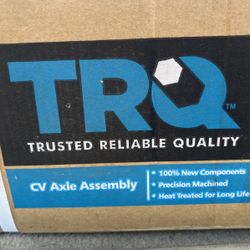 TRQ™
TRUSTED RELIABLE QUALITY
CV Axle Assembly
• 100% New Components
• Precision Machined
• Heat Treated for Long Life